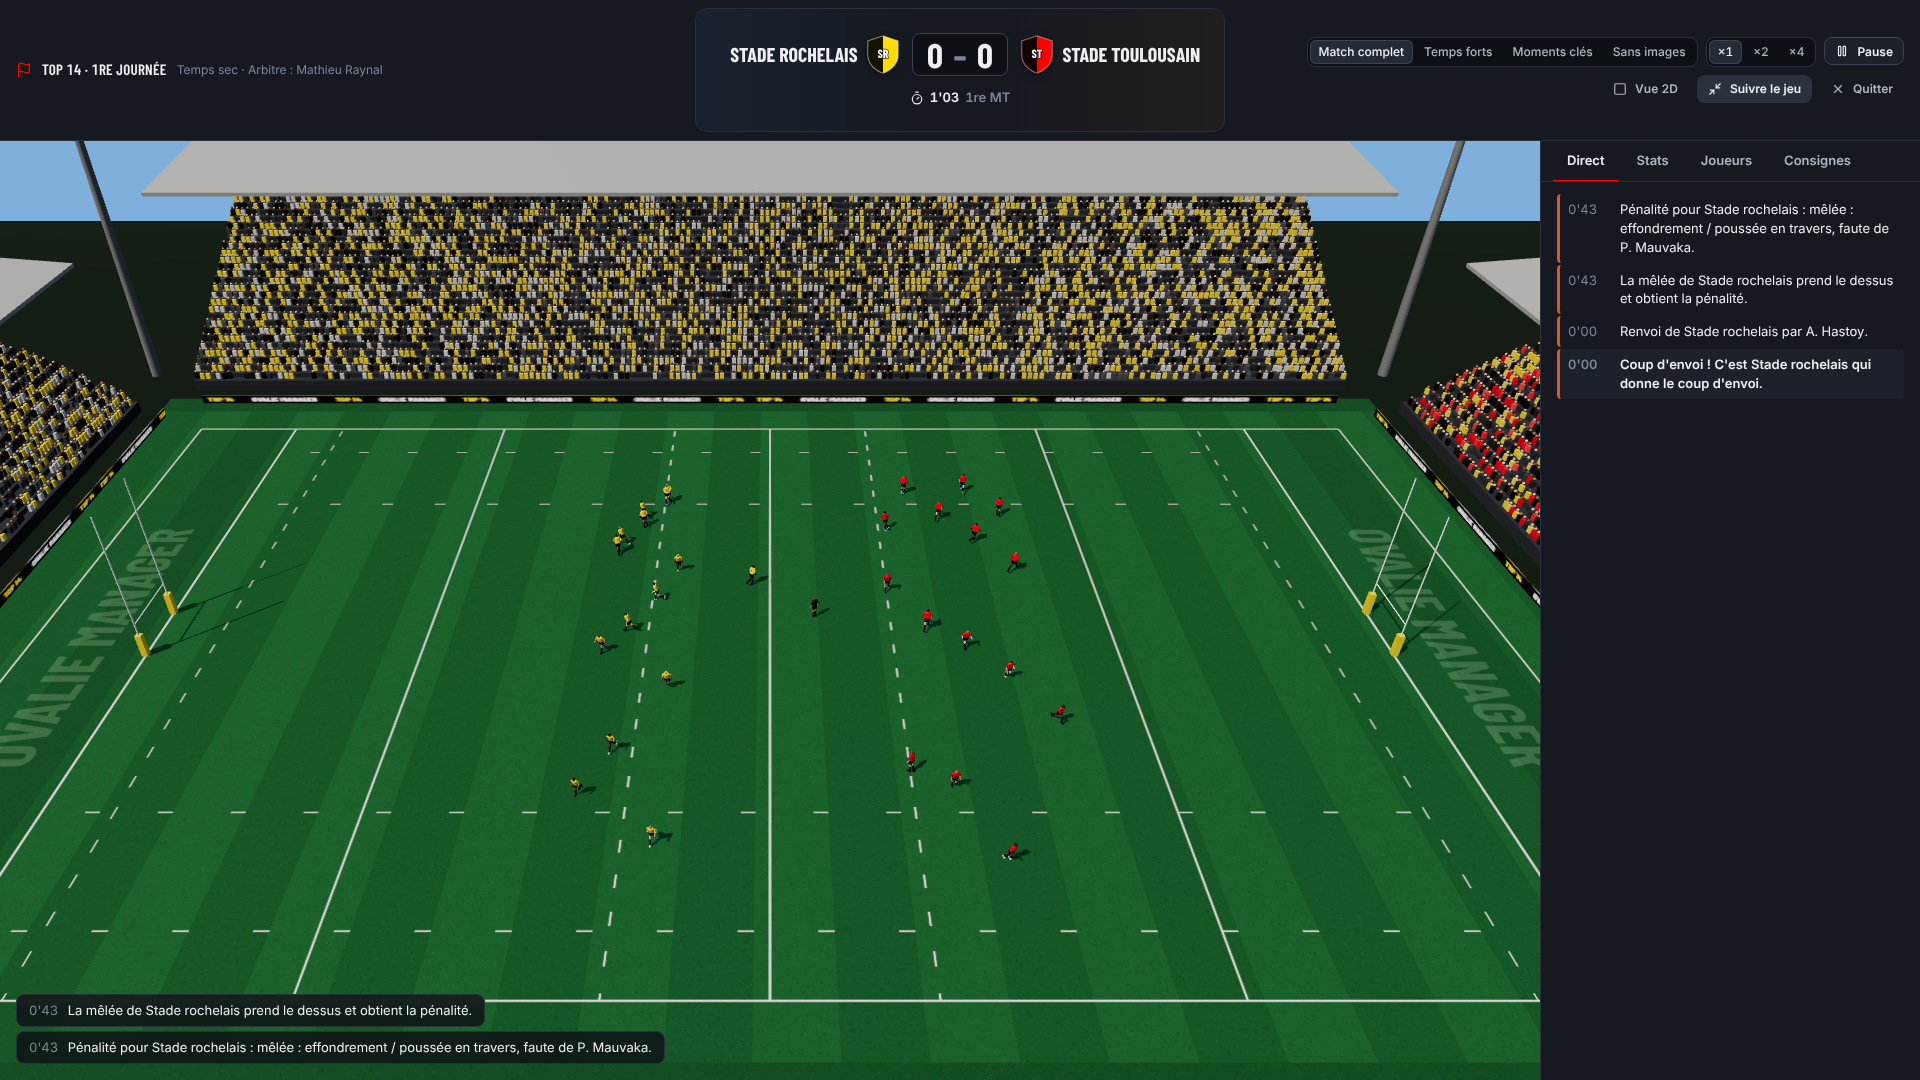 TOP 14 · 1RE JOURNÉE Temps sec · Arbitre : Mathieu Raynal
STADE ROCHELAIS SR 0 – 0 ST STADE TOULOUSAIN
1'03 1re MT
Match complet Temps forts Moments clés Sans images ×1 ×2 ×4 Pause
Vue 2D Suivre le jeu Quitter
Direct Stats Joueurs Consignes
0'43 Pénalité pour Stade rochelais : mêlée :
effondrement / poussée en travers, faute de
P. Mauvaka.
0'43 La mêlée de Stade rochelais prend le dessus
et obtient la pénalité.
0'00 Renvoi de Stade rochelais par A. Hastoy.
0'00 Coup d'envoi ! C'est Stade rochelais qui
donne le coup d'envoi.
OVALIE MANAGER
OVALIE MANAGER
0'43 La mêlée de Stade rochelais prend le dessus et obtient la pénalité.
0'43 Pénalité pour Stade rochelais : mêlée : effondrement / poussée en travers, faute de P. Mauvaka.